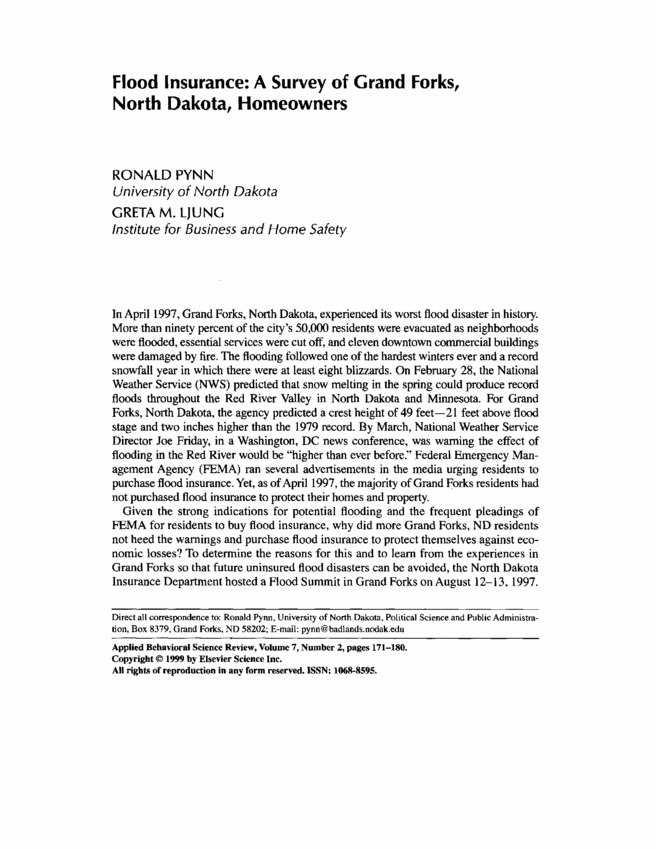 Flood Insurance: A Survey of Grand Forks,
North Dakota, Homeowners
RONALD PYNN
University of North Dakota
GRETA M. LJUNG
Institute for Business and Home Safety
In April 1997, Grand Forks, North Dakota, experienced its worst flood disaster in history.
More than ninety percent of the city's 50,000 residents were evacuated as neighborhoods
were flooded, essential services were cut off, and eleven downtown commercial buildings
were damaged by fire. The flooding followed one of the hardest winters ever and a record
snowfall year in which there were at least eight blizzards. On February 28, the National
Weather Service (NWS) predicted that snow melting in the spring could produce record
floods throughout the Red River Valley in North Dakota and Minnesota. For Grand
Forks, North Dakota, the agency predicted a crest height of 49 feet—21 feet above flood
stage and two inches higher than the 1979 record. By March, National Weather Service
Director Joe Friday, in a Washington, DC news conference, was warning the effect of
flooding in the Red River would be "higher than ever before." Federal Emergency Man-
agement Agency (FEMA) ran several advertisements in the media urging residents to
purchase flood insurance. Yet, as of April 1997, the majority of Grand Forks residents had
not purchased flood insurance to protect their homes and property.
Given the strong indications for potential flooding and the frequent pleadings of
FEMA for residents to buy flood insurance, why did more Grand Forks, ND residents
not heed the warnings and purchase flood insurance to protect themselves against eco-
nomic losses? To determine the reasons for this and to learn from the experiences in
Grand Forks so that future uninsured flood disasters can be avoided, the North Dakota
Insurance Department hosted a Flood Summit in Grand Forks on August 12–13, 1997.
Direct all correspondence to: Ronald Pynn, University of North Dakota, Political Science and Public Administra-
tion, Box 8379, Grand Forks, ND 58202; E-mail: pynn@badlands.nodak.edu
Applied Behavioral Science Review, Volume 7, Number 2, pages 171–180.
Copyright © 1999 by Elsevier Science Inc.
All rights of reproduction in any form reserved. ISSN: 1068-8595.